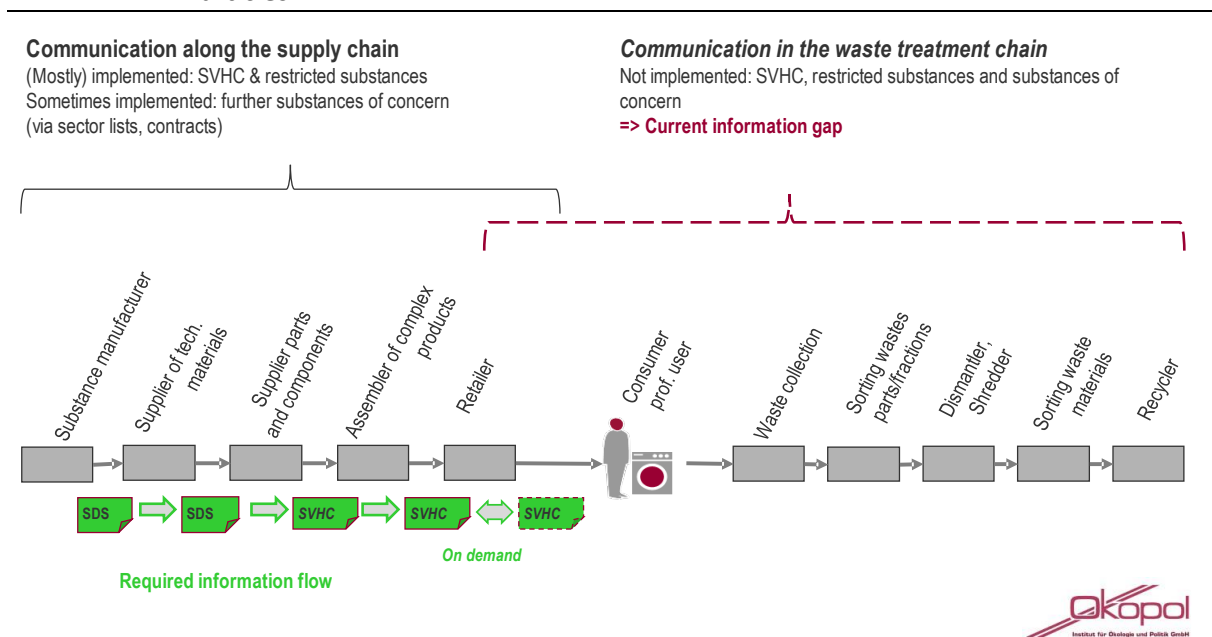 Communication along the supply chain
(Mostly) implemented: SVHC & restricted substances
Sometimes implemented: further substances of concern
(via sector lists, contracts)
Communication in the waste treatment chain
Not implemented: SVHC, restricted substances and substances of
concern
=> Current information gap
Substance manufacturer
Supplier of tech.
materials
Supplier parts
and components
Assembler of complex
products
Retailer
Consumer
prof. user
Waste collection
Sorting wastes
parts/fractions
Dismantler,
Shredder
Sorting waste
materials
Recycler
SDS
SDS
SVHC
SVHC
SVHC
On demand
Required information flow
Ökopol
Institut für Ökologie und Politik GmbH